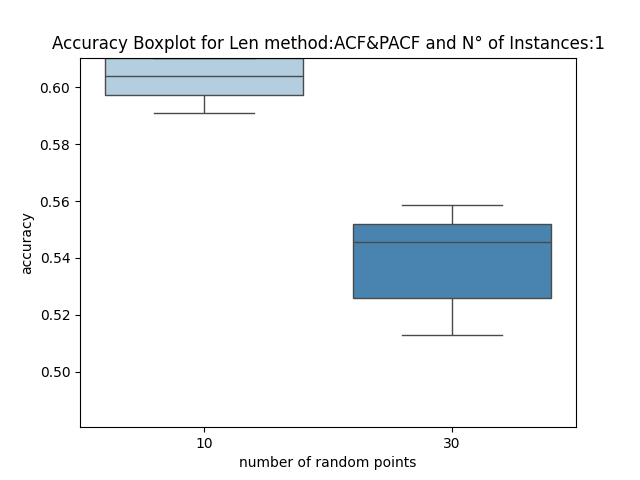 Accuracy Boxplot for Len method:ACF&PACF and N° of Instances:1
0.60
0.58
0.56
0.54
0.52
0.50
accuracy
10 30
number of random points